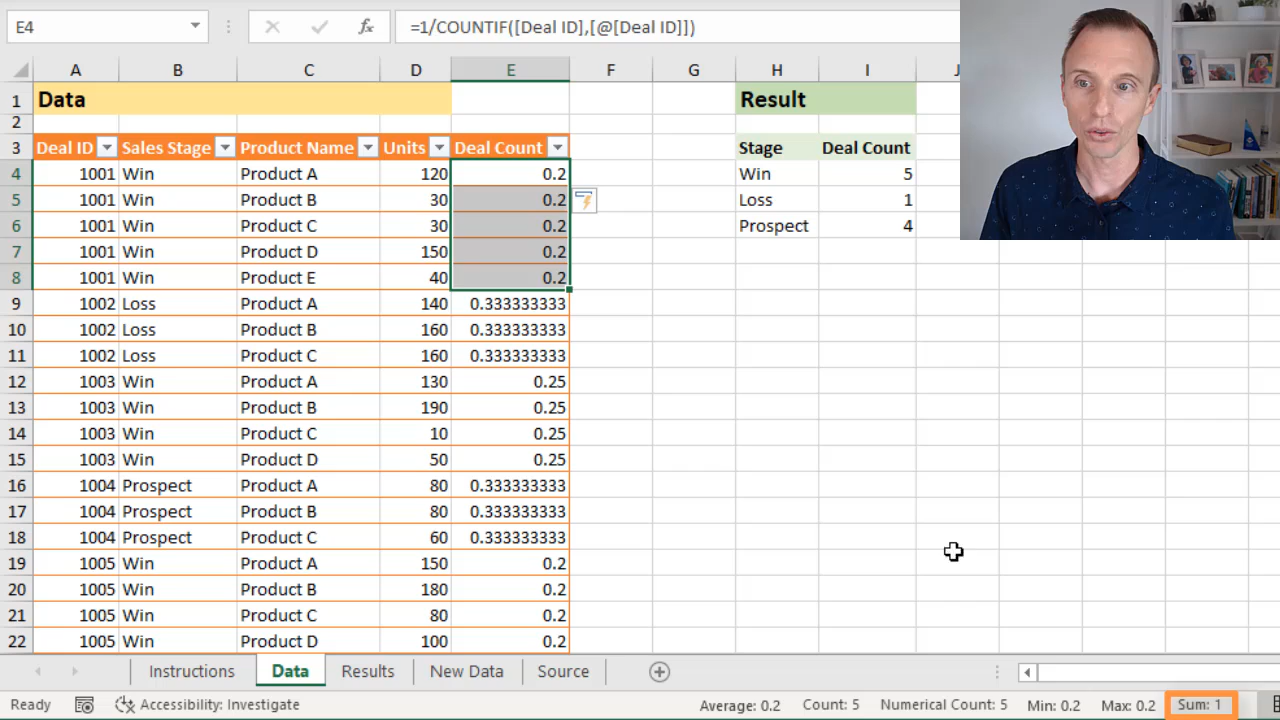 E4 fx =1/COUNTIF([Deal ID],[@[Deal ID]])
A B C D E F G H I J
1 Data Result
2
3 Deal ID Sales Stage Product Name Units Deal Count Stage Deal Count
4 1001 Win Product A 120 0.2 Win 5
5 1001 Win Product B 30 0.2 Loss 1
6 1001 Win Product C 30 0.2 Prospect 4
7 1001 Win Product D 150 0.2
8 1001 Win Product E 40 0.2
9 1002 Loss Product A 140 0.333333333
10 1002 Loss Product B 160 0.333333333
11 1002 Loss Product C 160 0.333333333
12 1003 Win Product A 130 0.25
13 1003 Win Product B 190 0.25
14 1003 Win Product C 10 0.25
15 1003 Win Product D 50 0.25
16 1004 Prospect Product A 80 0.333333333
17 1004 Prospect Product B 80 0.333333333
18 1004 Prospect Product C 60 0.333333333
19 1005 Win Product A 150 0.2
20 1005 Win Product B 180 0.2
21 1005 Win Product C 80 0.2
22 1005 Win Product D 100 0.2
Instructions Data Results New Data Source
Ready Accessibility: Investigate Average: 0.2 Count: 5 Numerical Count: 5 Min: 0.2 Max: 0.2 Sum: 1